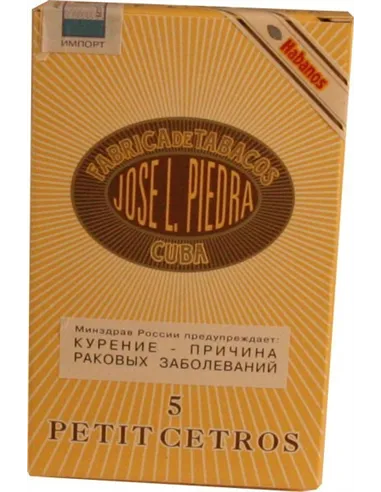 ИМПОРТ
Habanos
FABRICA DE TABACOS
JOSE L. PIEDRA
CUBA
Минздрав России предупреждает:
КУРЕНИЕ - ПРИЧИНА
РАКОВЫХ ЗАБОЛЕВАНИЙ
5
PETIT CETROS